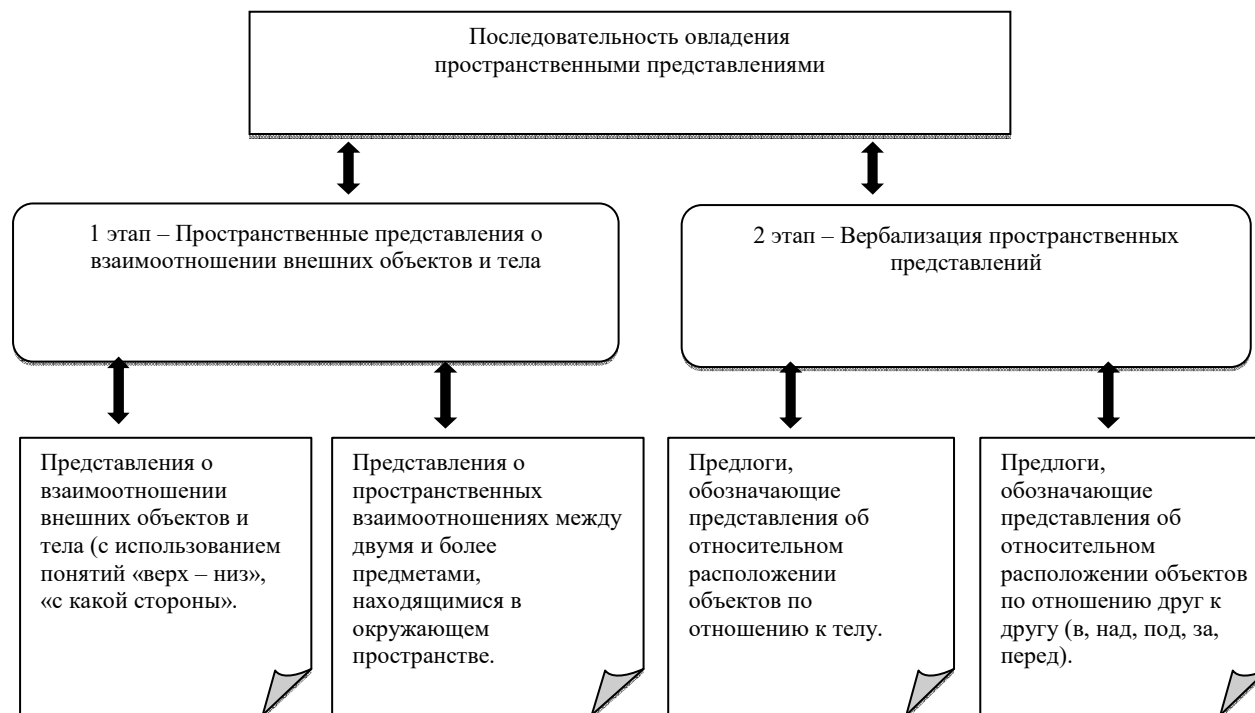 Последовательность овладения
пространственными представлениями
1 этап – Пространственные представления о
взаимоотношении внешних объектов и тела
2 этап – Вербализация пространственных
представлений
Представления о
взаимоотношении
внешних объектов и
тела (с использованием
понятий «верх – низ»,
«с какой стороны».
Представления о
пространственных
взаимоотношениях между
двумя и более
предметами,
находящимися в
окружающем
пространстве.
Предлоги,
обозначающие
представления об
относительном
расположении
объектов по
отношению к телу.
Предлоги,
обозначающие
представления об
относительном
расположении объектов
по отношению друг к
другу (в, над, под, за,
перед).